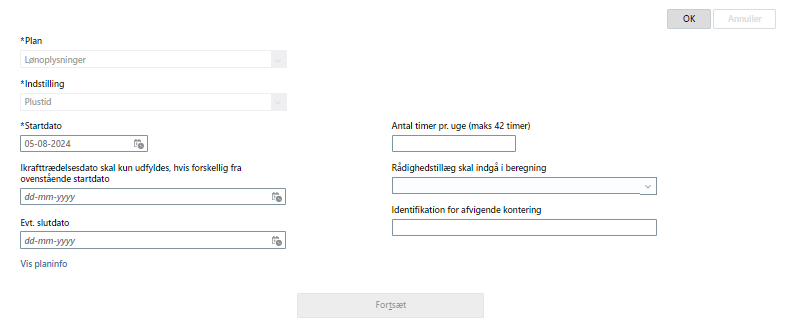 OK
Annuller
*Plan
Lønoplysninger
*Indstilling
Plustid
*Startdato
05-08-2024
Ikrafttrædelsesdato skal kun udfyldes, hvis forskellig fra
ovenstående startdato
dd-mm-yyyy
Evt. slutdato
dd-mm-yyyy
Vis planinfo
Antal timer pr. uge (maks 42 timer)
Rådighedstillæg skal indgå i beregning
Identifikation for afvigende kontering
Fortsæt